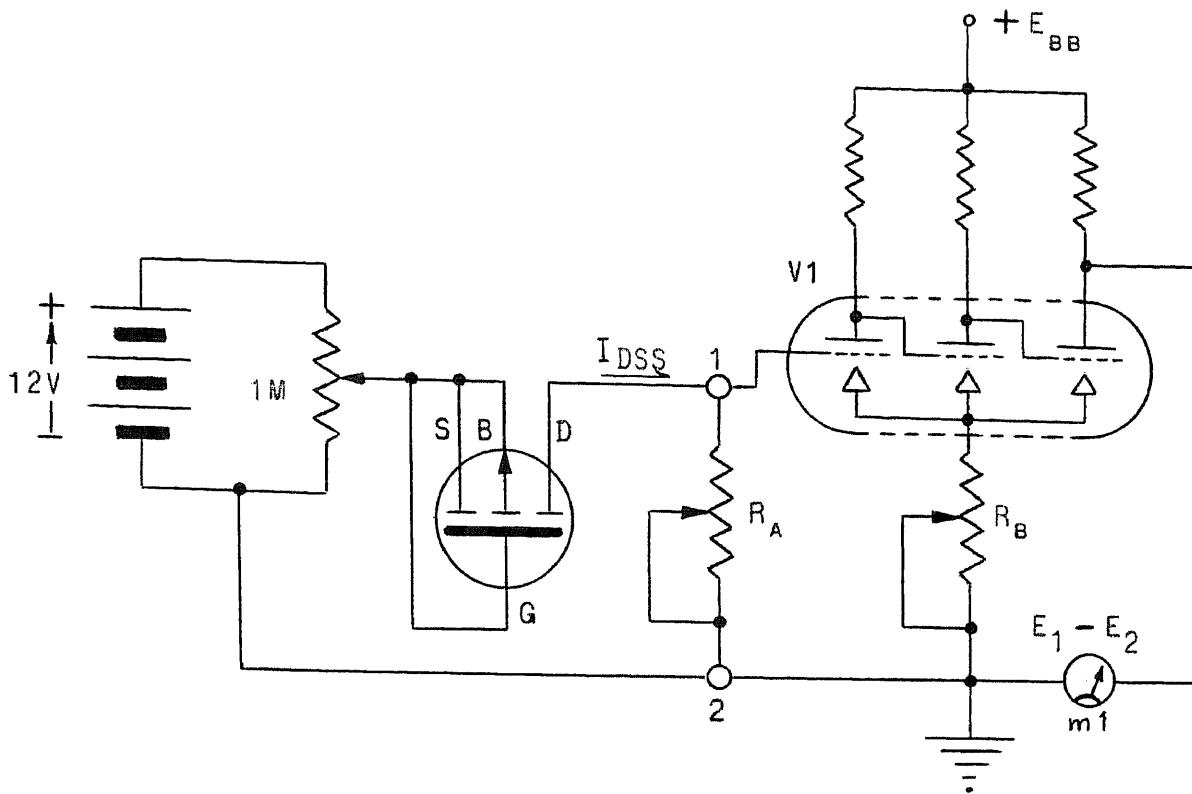 + E_BB
V1
+
12V
−
1M
I_DSS
1
S B D
G
R_A
R_B
2
E_1 − E_2
m1